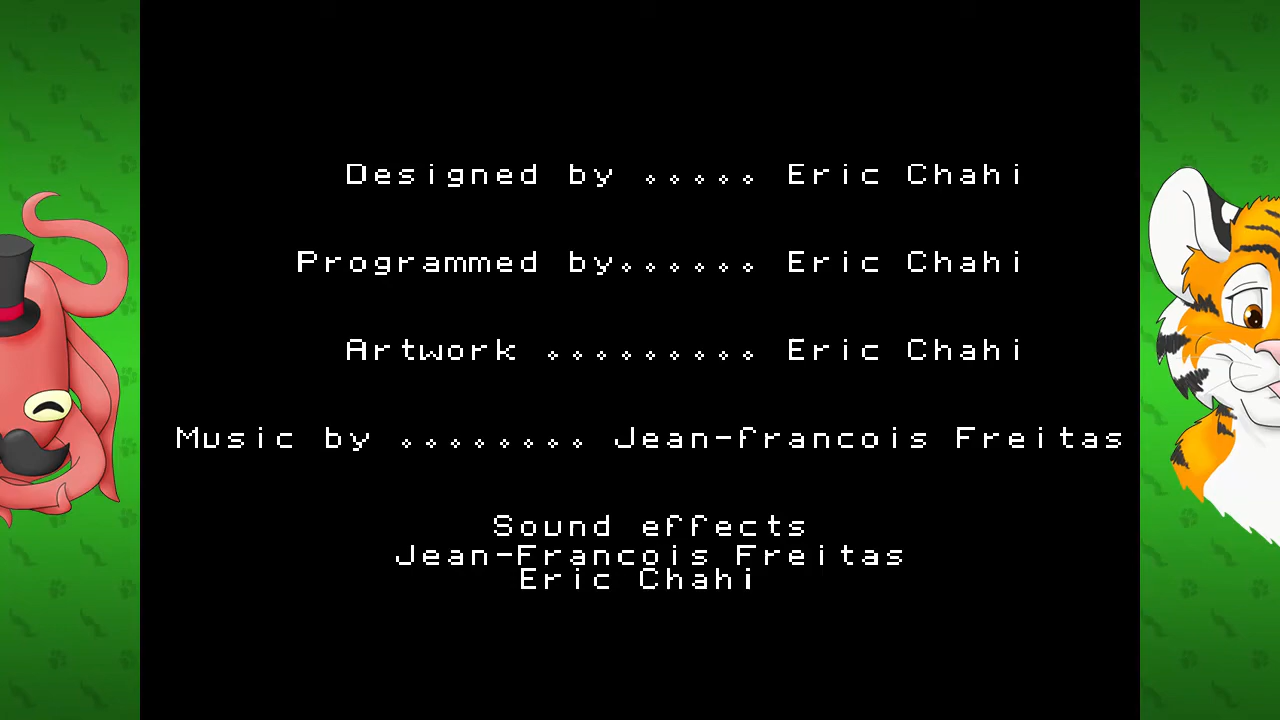 Designed by ..... Eric Chahi
Programmed by...... Eric Chahi
Artwork ......... Eric Chahi
Music by ........ Jean-francois Freitas
Sound effects
Jean-Francois Freitas
Eric Chahi